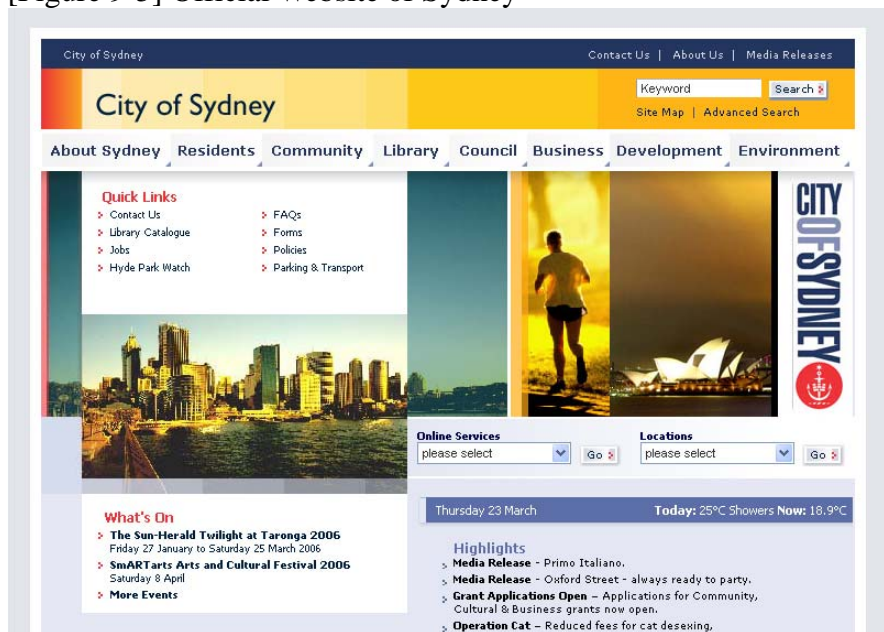 [Figure 9-3] Official Website of Sydney
City of Sydney
Contact Us | About Us | Media Releases
City of Sydney
Keyword
Search
Site Map | Advanced Search
About Sydney Residents Community Library Council Business Development Environment
Quick Links
Contact Us
Library Catalogue
Jobs
Hyde Park Watch
FAQs
Forms
Policies
Parking & Transport
CITY OF SYDNEY
Online Services
please select
Go
Locations
please select
Go
What's On
The Sun-Herald Twilight at Taronga 2006
Friday 27 January to Saturday 25 March 2006
SmARTarts Arts and Cultural Festival 2006
Saturday 8 April
More Events
Thursday 23 March
Today: 25°C Showers Now: 18.9°C
Highlights
Media Release - Primo Italiano.
Media Release - Oxford Street - always ready to party.
Grant Applications Open – Applications for Community,
Cultural & Business grants now open.
Operation Cat – Reduced fees for cat desexing,